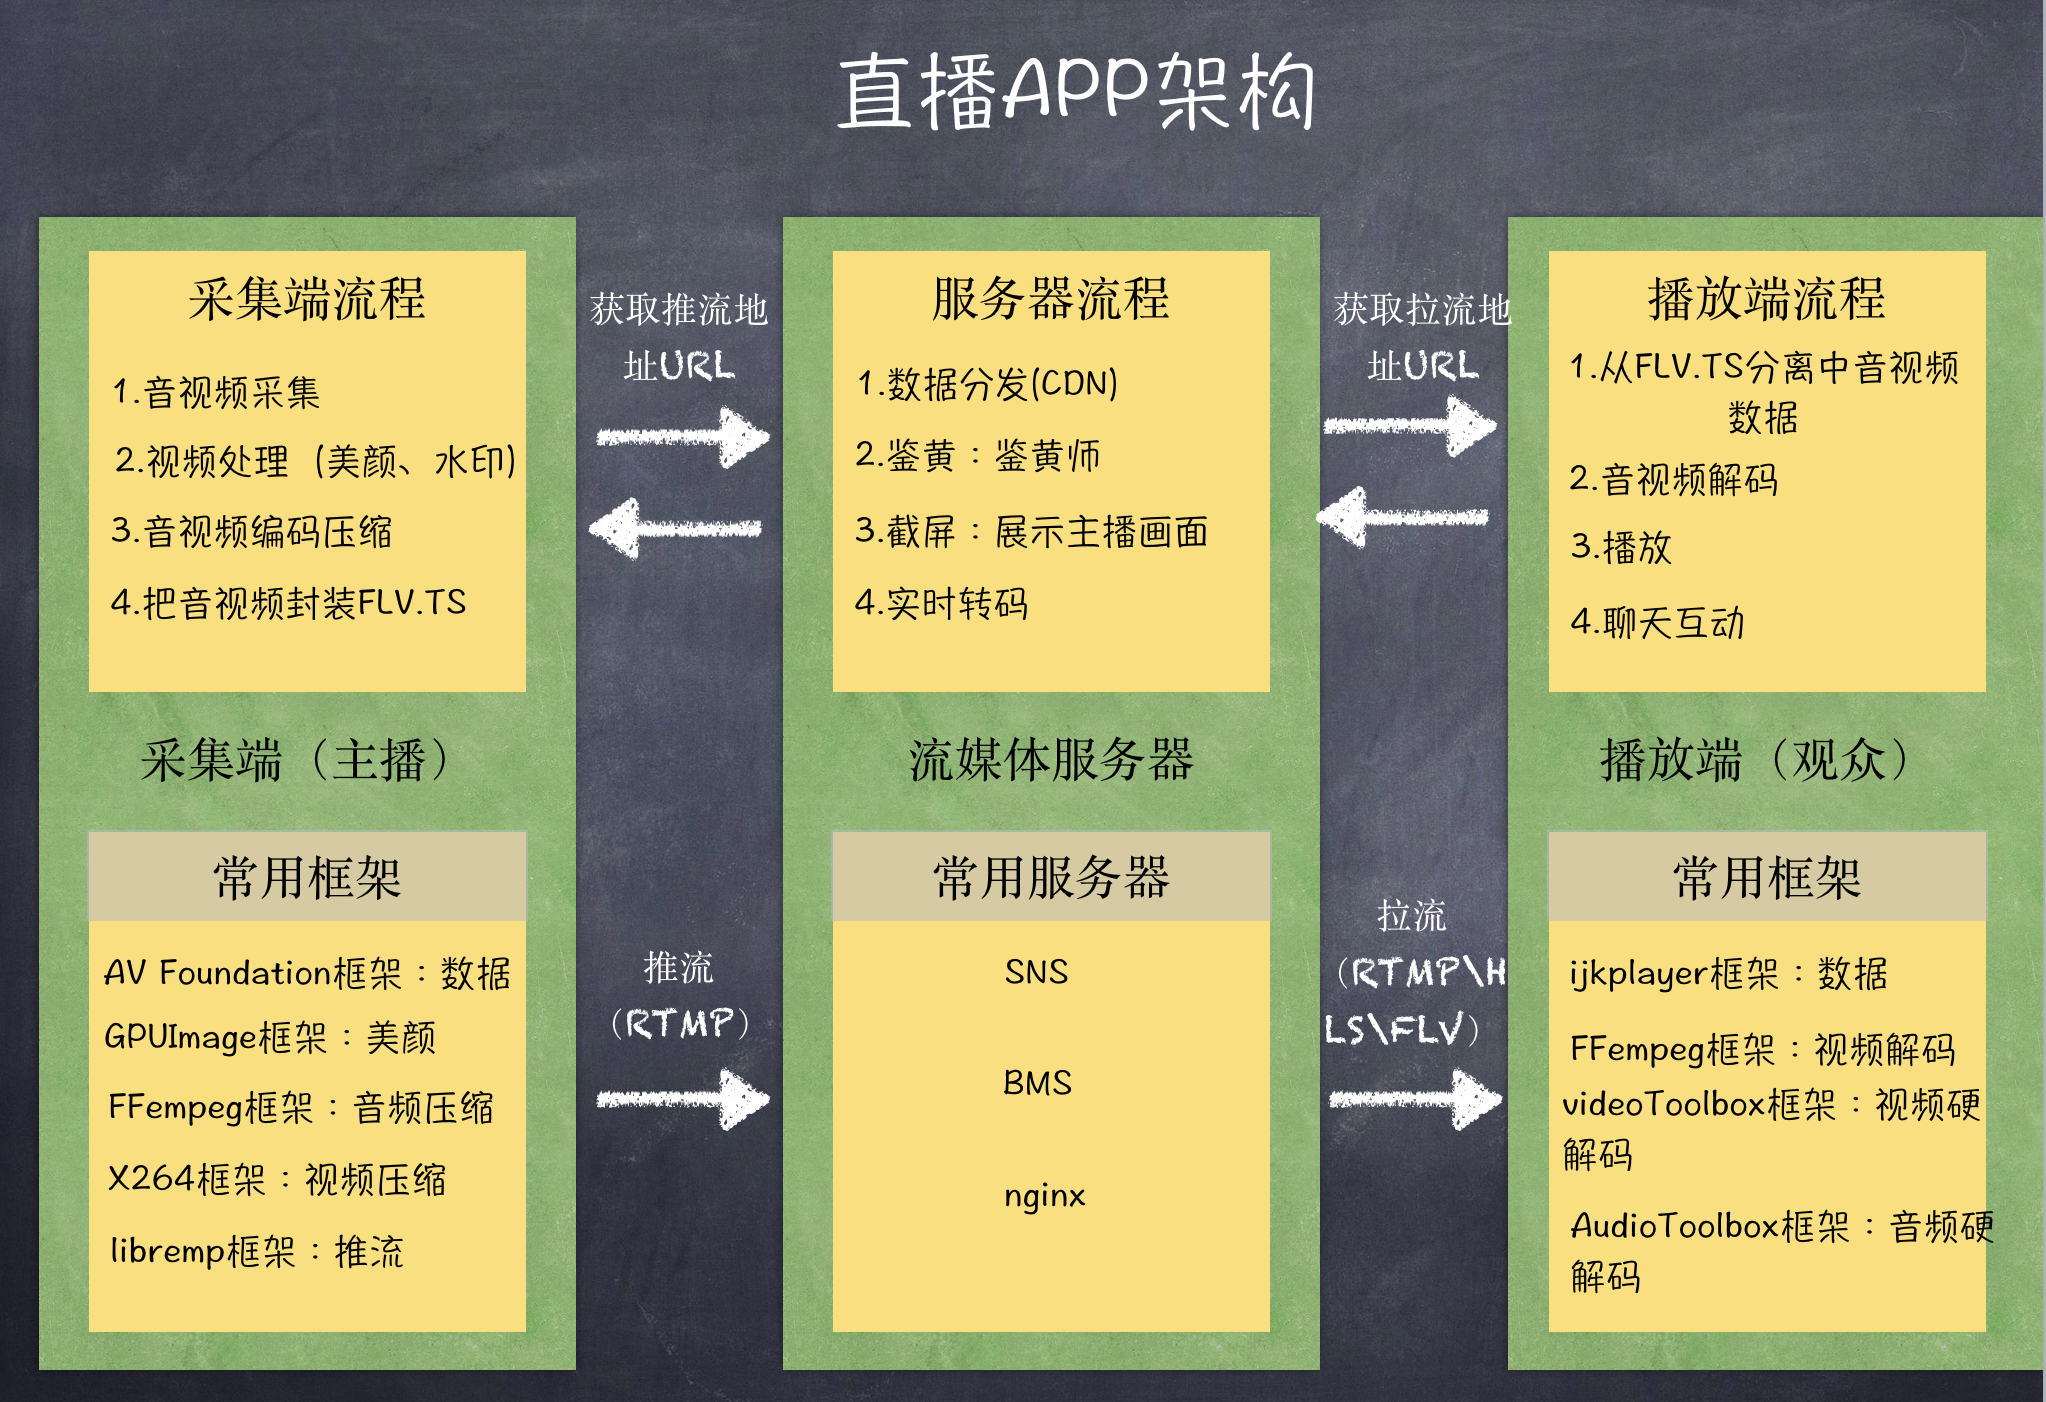 直播APP架构
采集端流程
1.音视频采集
2.视频处理（美颜、水印）
3.音视频编码压缩
4.把音视频封装FLV.TS
采集端（主播）
常用框架
AV Foundation框架：数据
GPUImage框架：美颜
FFempeg框架：音频压缩
X264框架：视频压缩
libremp框架：推流
获取推流地
址URL
推流
（RTMP）
服务器流程
1.数据分发(CDN)
2.鉴黄：鉴黄师
3.截屏：展示主播画面
4.实时转码
流媒体服务器
常用服务器
SNS
BMS
nginx
获取拉流地
址URL
拉流
（RTMP\H
LS\FLV）
播放端流程
1.从FLV.TS分离中音视频
数据
2.音视频解码
3.播放
4.聊天互动
播放端（观众）
常用框架
ijkplayer框架：数据
FFempeg框架：视频解码
videoToolbox框架：视频硬
解码
AudioToolbox框架：音频硬
解码